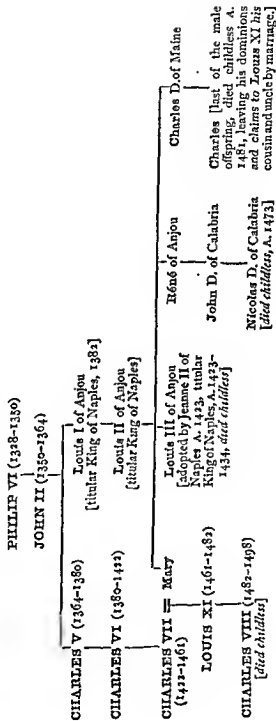 PHILIP VI (1328-1350)
JOHN II (1350-1364)
CHARLES V (1364-1380)
Louis I of Anjou
[titular King of Naples, 1382]
CHARLES VI (1380-1422)
Louis II of Anjou
[titular King of Naples]
CHARLES VII = Mary
(1422-1461)
Louis III of Anjou
[adopted by Jeanne II of
Naples A. 1423, titular
King of Naples, A. 1423-
1434, died childless]
Réné of Anjou
Charles D. of Maine
LOUIS XI (1461-1482)
John D. of Calabria
Charles [last of the male
offspring, died childless A.
1481, leaving his dominions
and claims to Louis XI his
cousin and uncle by marriage.]
CHARLES VIII (1482-1498)
[died childless]
Nicolas D. of Calabria
[died childless, A. 1473]